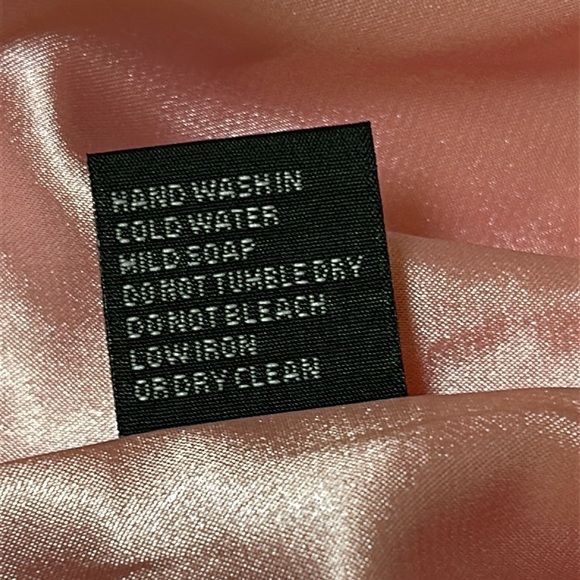 HAND WASH IN
COLD WATER
MILD SOAP
DO NOT TUMBLE DRY
DO NOT BLEACH
LOW IRON
OR DRY CLEAN